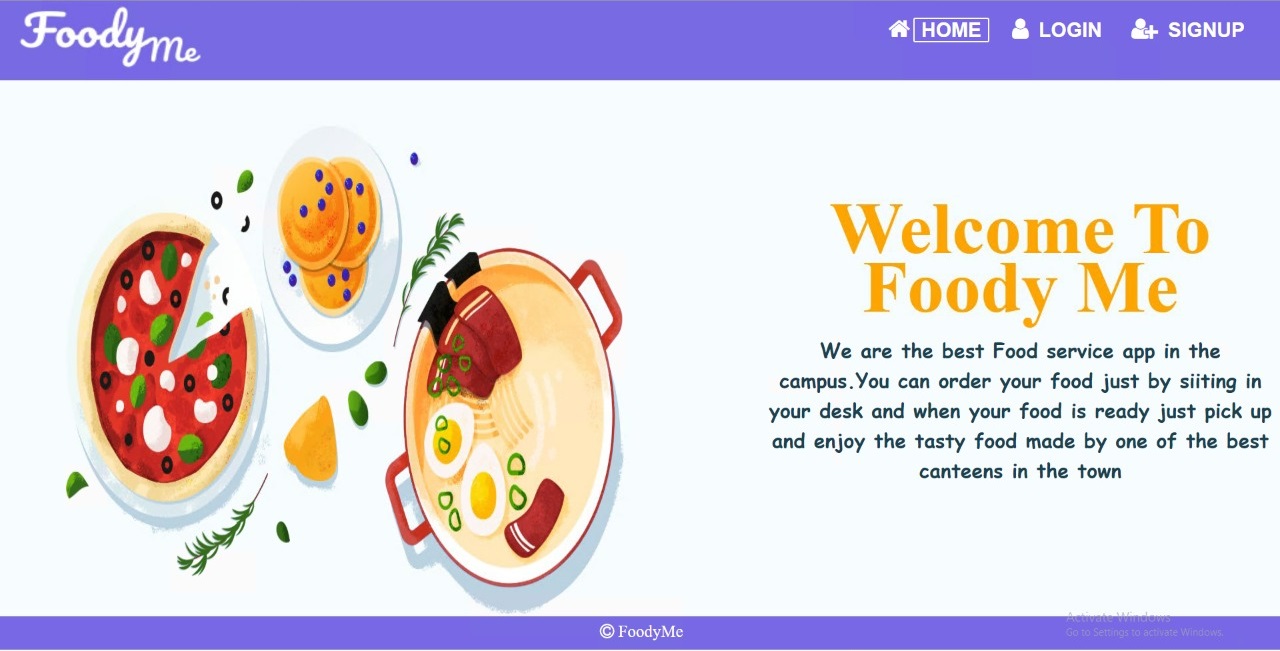 FoodyMe
HOME LOGIN SIGNUP
Welcome To
Foody Me
We are the best Food service app in the
campus.You can order your food just by siiting in
your desk and when your food is ready just pick up
and enjoy the tasty food made by one of the best
canteens in the town
Activate Windows
Go to Settings to activate Windows.
© FoodyMe